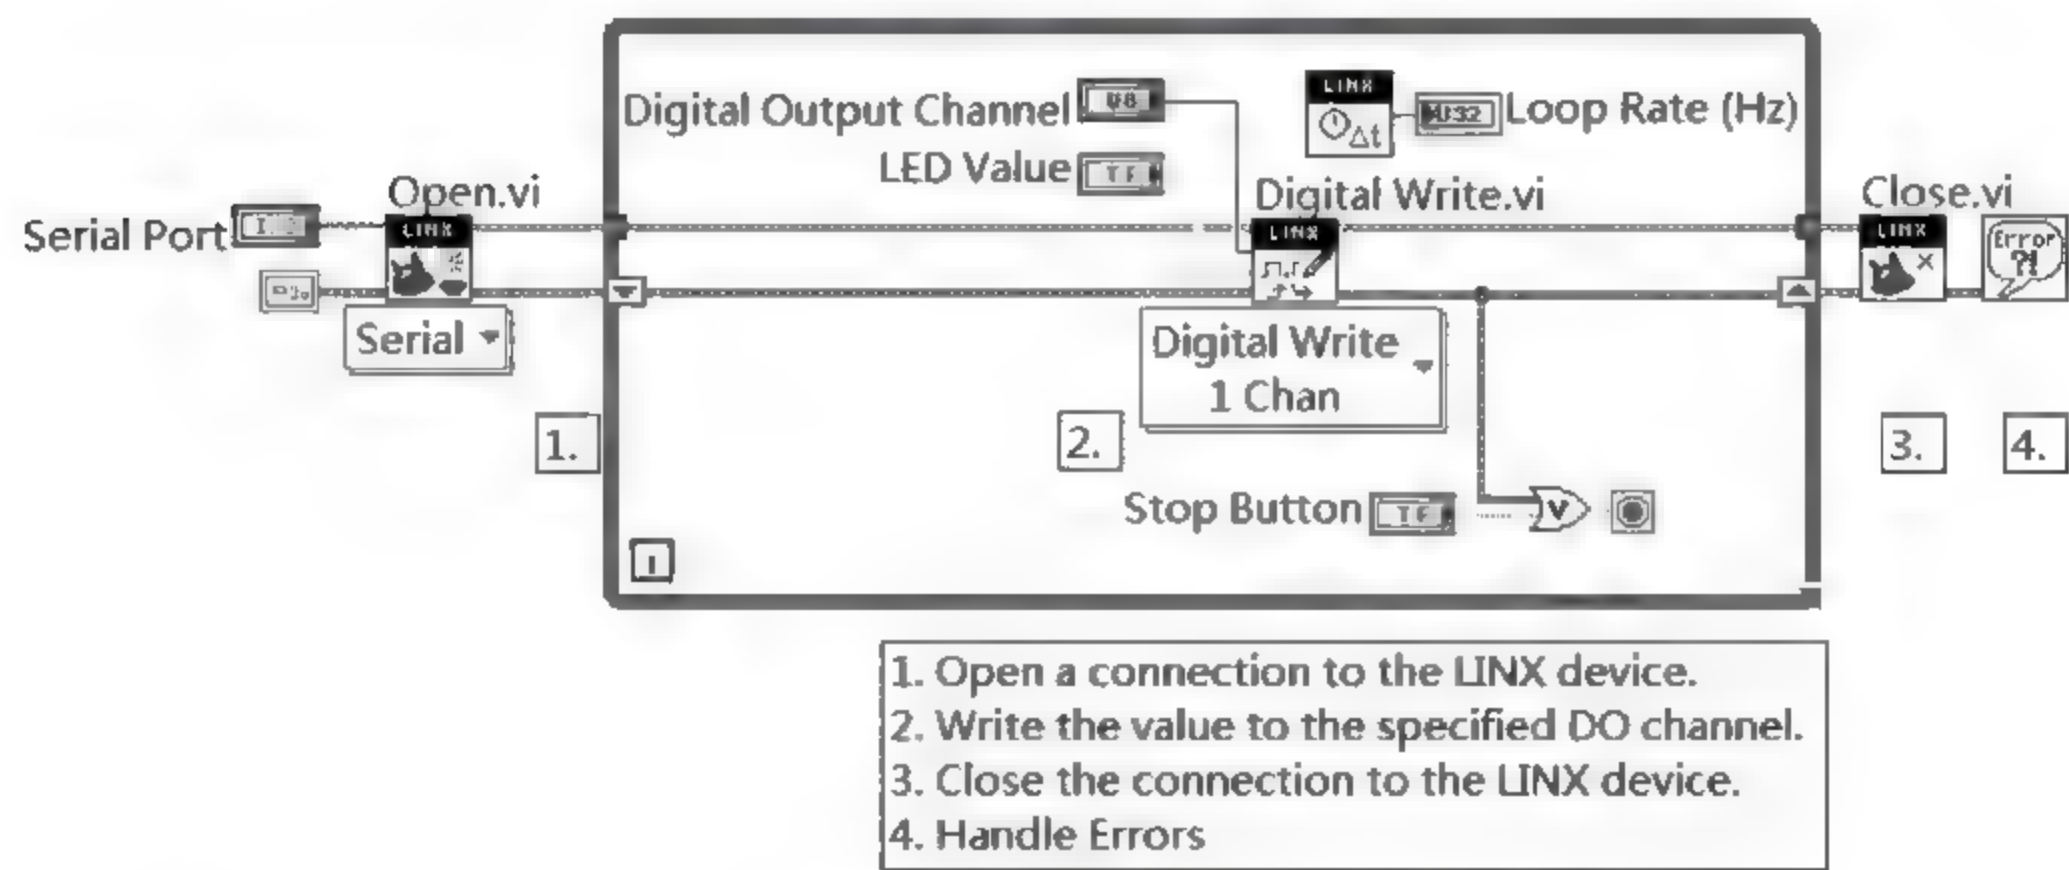 Digital Output Channel
U8
LINX
Δt
U32
Loop Rate (Hz)
LED Value
TF
Open.vi
Digital Write.vi
Close.vi
Serial Port
I
LINX
LINX
LINX
Error
?!
Serial
Digital Write
1 Chan
1.
2.
3.
4.
Stop Button
TF
V
i
1. Open a connection to the LINX device.
2. Write the value to the specified DO channel.
3. Close the connection to the LINX device.
4. Handle Errors